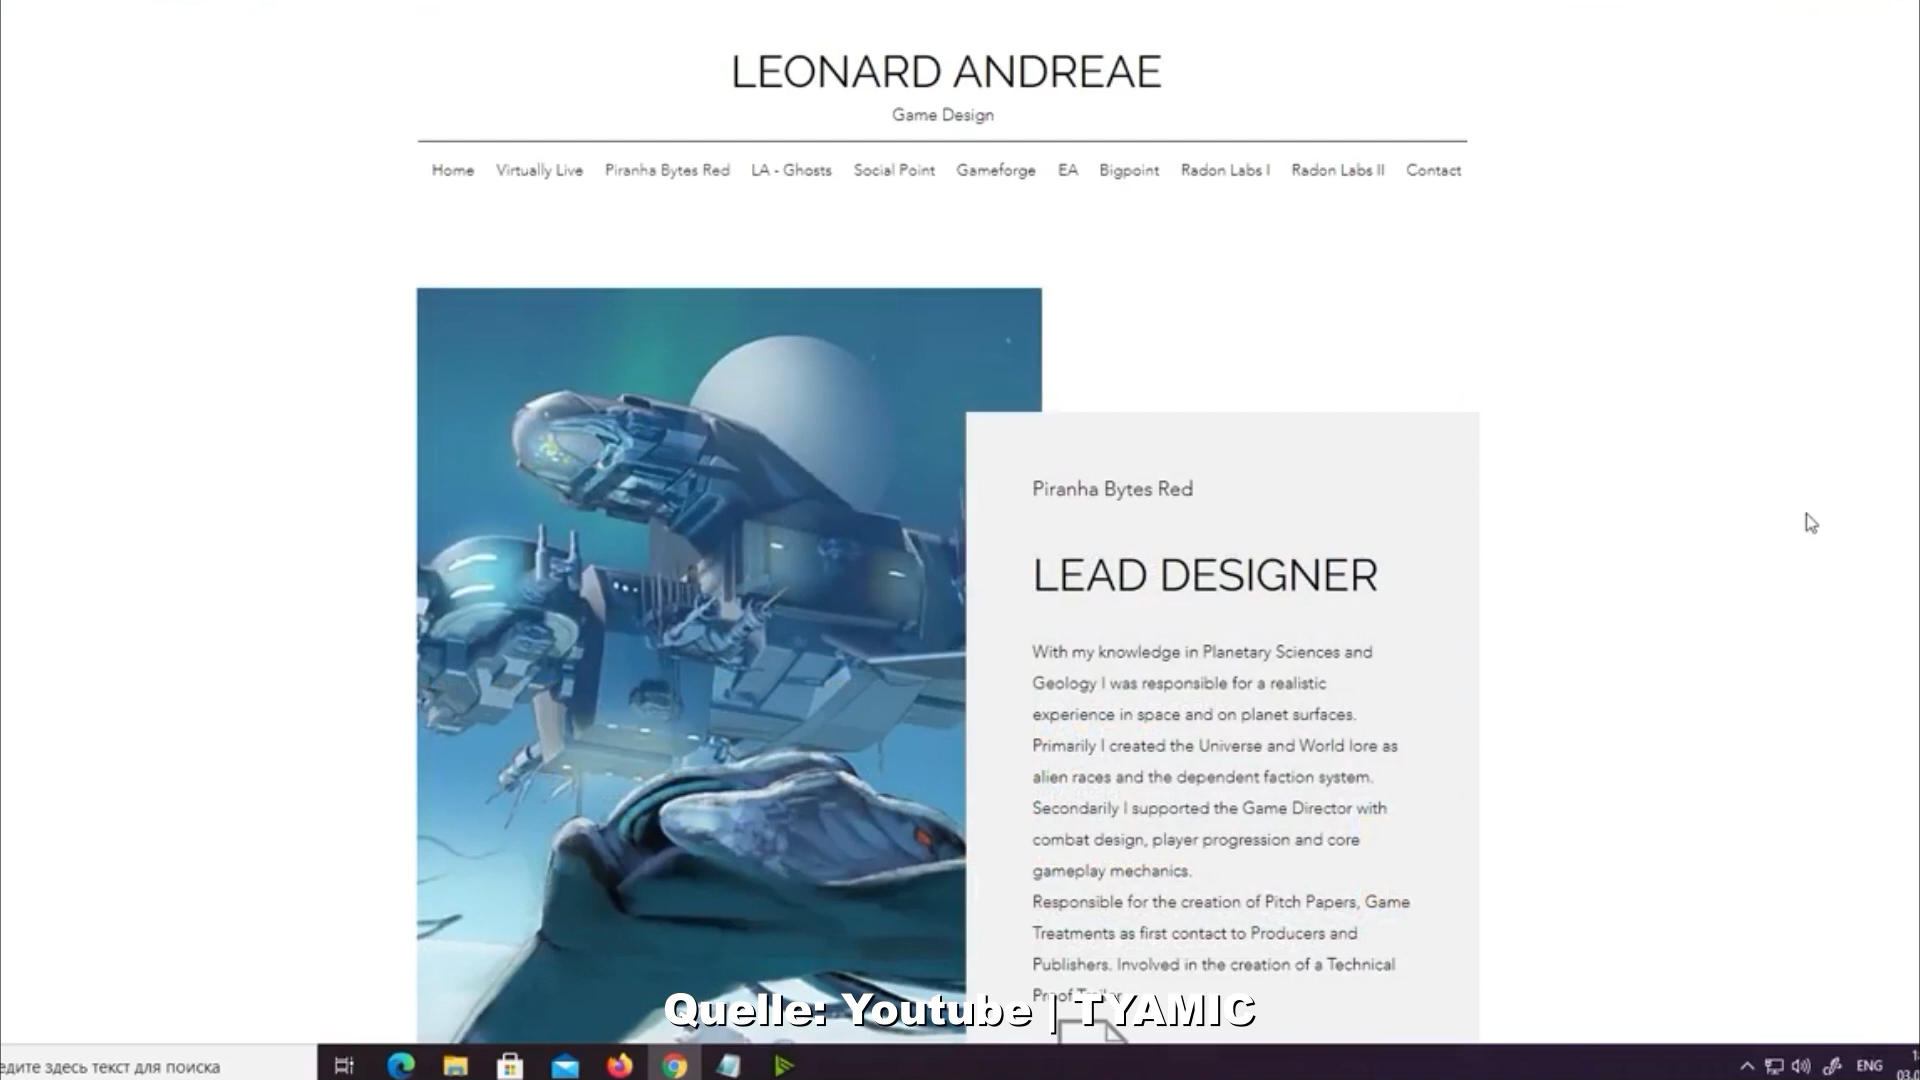 LEONARD ANDREAE
Game Design
Home Virtually Live Piranha Bytes Red LA - Ghosts Social Point Gameforge EA Bigpoint Radon Labs I Radon Labs II Contact
Piranha Bytes Red
LEAD DESIGNER
With my knowledge in Planetary Sciences and
Geology I was responsible for a realistic
experience in space and on planet surfaces.
Primarily I created the Universe and World lore as
alien races and the dependent faction system.
Secondarily I supported the Game Director with
combat design, player progression and core
gameplay mechanics.
Responsible for the creation of Pitch Papers, Game
Treatments as first contact to Producers and
Publishers. Involved in the creation of a Technical
Proof Trailer
Quelle: Youtube | TYAMIC
едите здесь текст для поиска
ENG